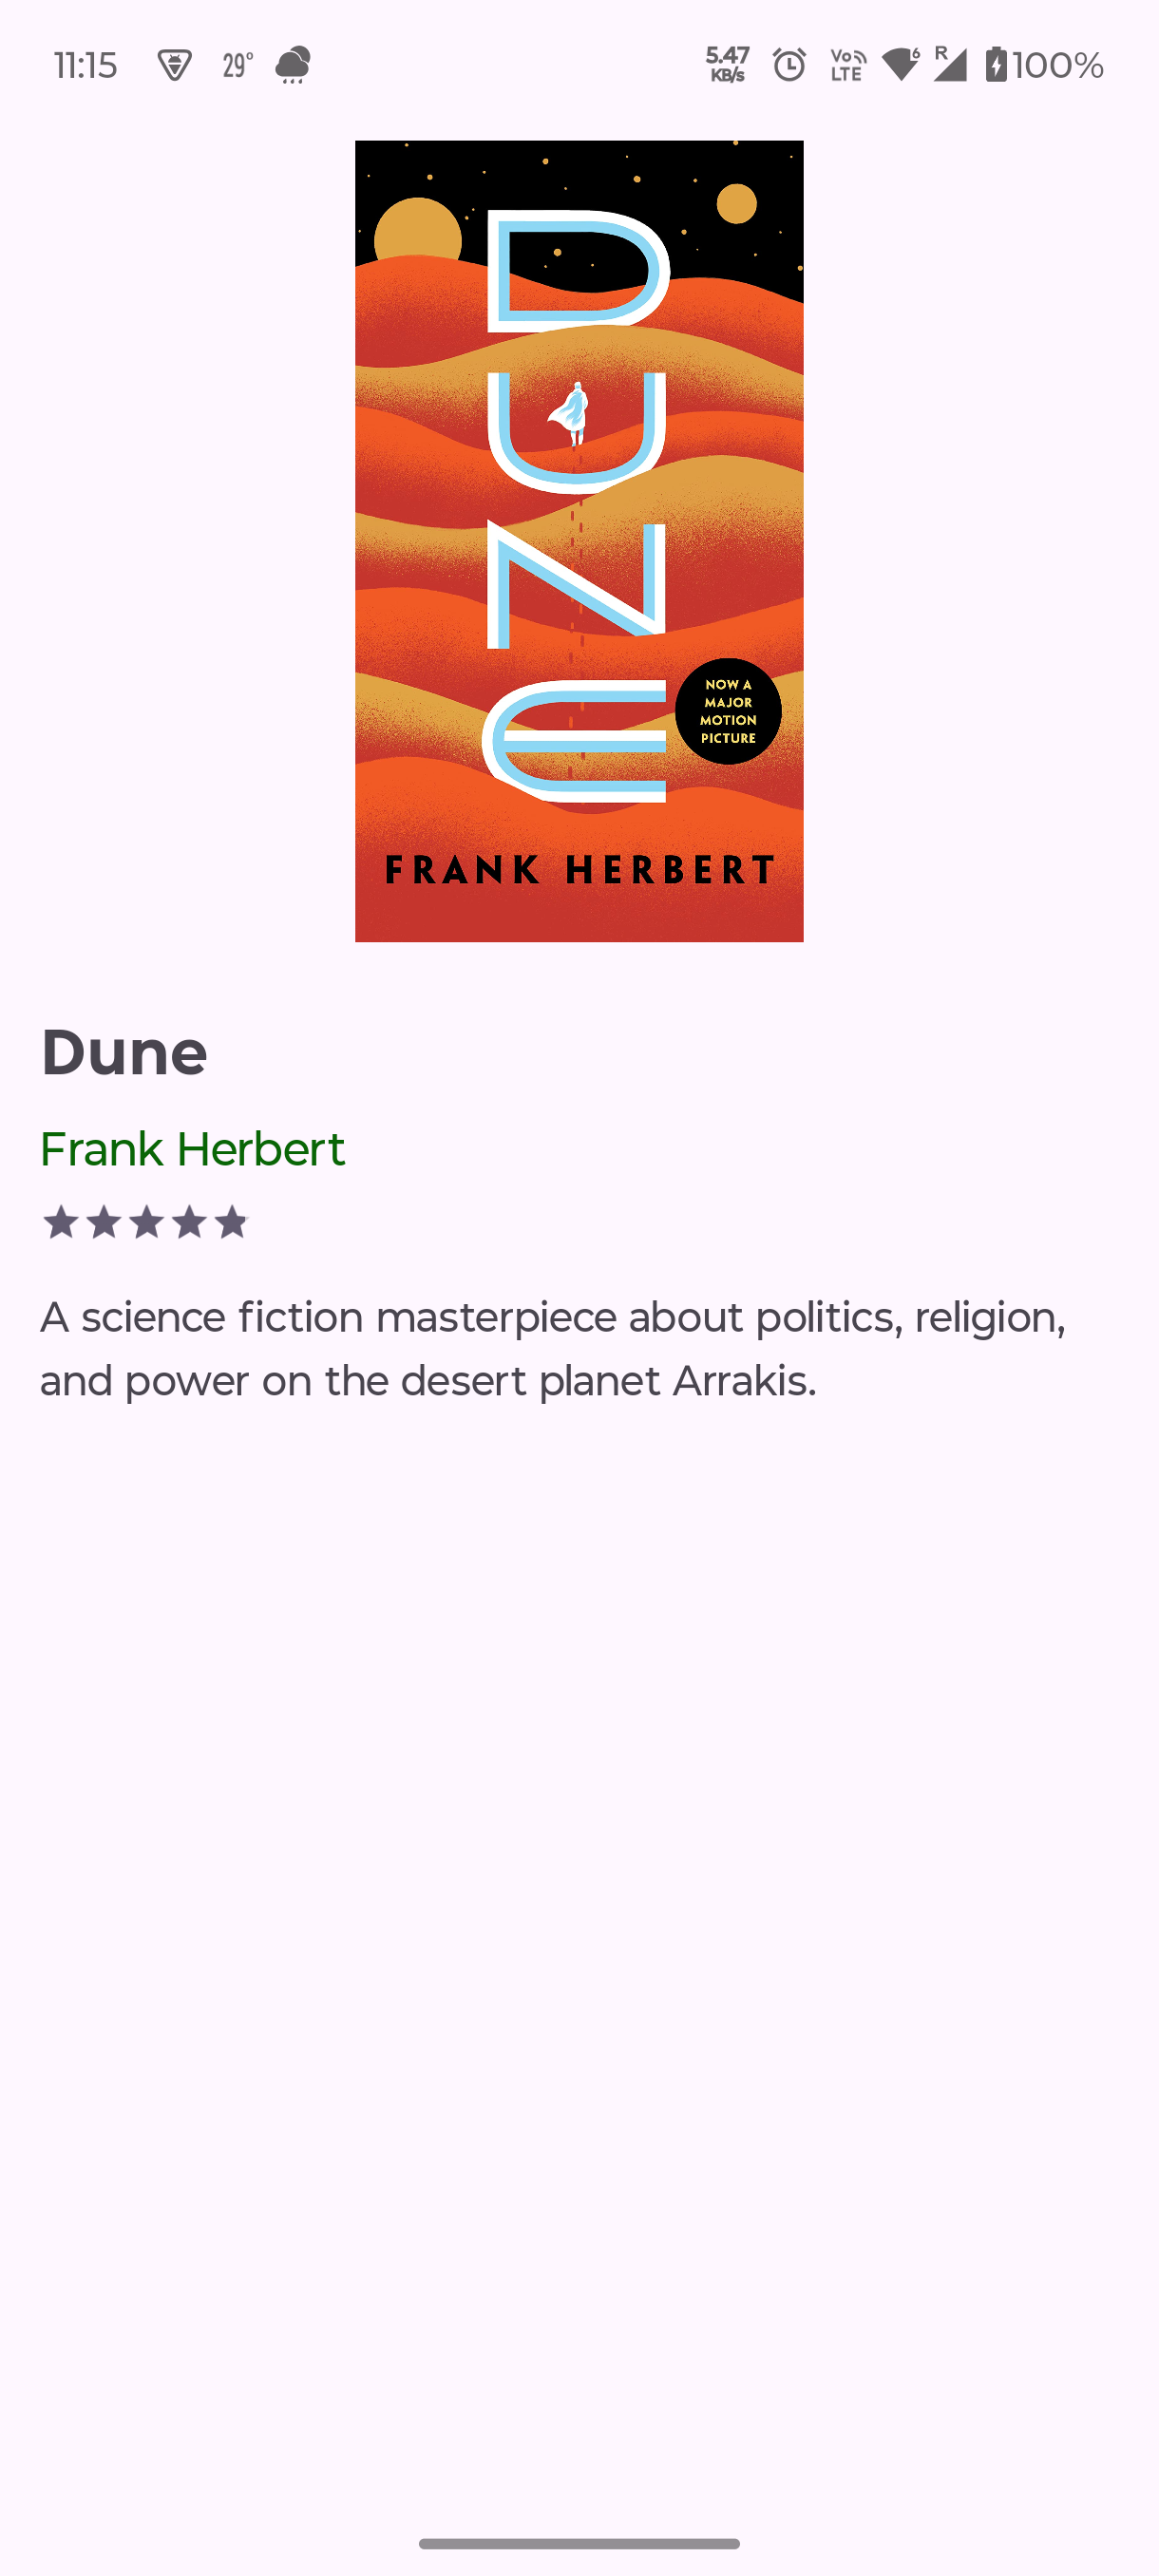 11:15 29° 5.47 KB/s Vo LTE 6 R 100%
DUNE
NOW A
MAJOR
MOTION
PICTURE
FRANK HERBERT
Dune
Frank Herbert
A science fiction masterpiece about politics, religion,
and power on the desert planet Arrakis.